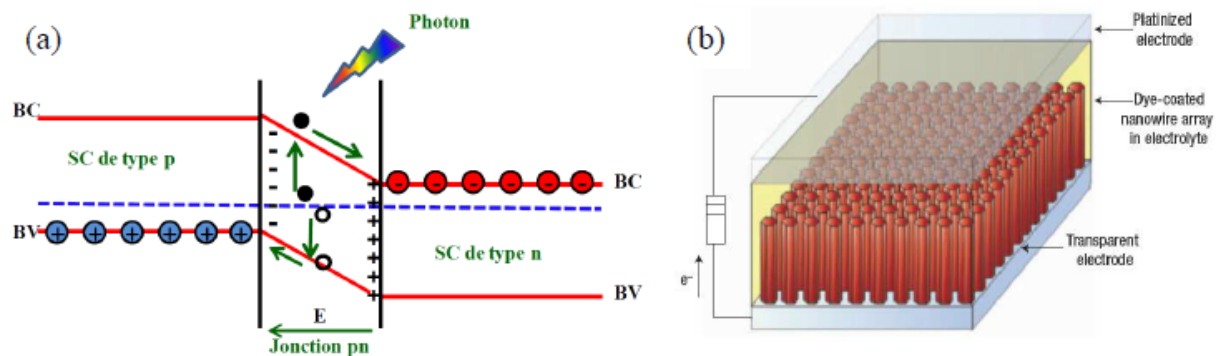 (a)
Photon
BC
SC de type p
BC
BV
SC de type n
BV
E
Jonction pn
(b)
Platinized
electrode
Dye-coated
nanowire array
in electrolyte
Transparent
electrode
e-